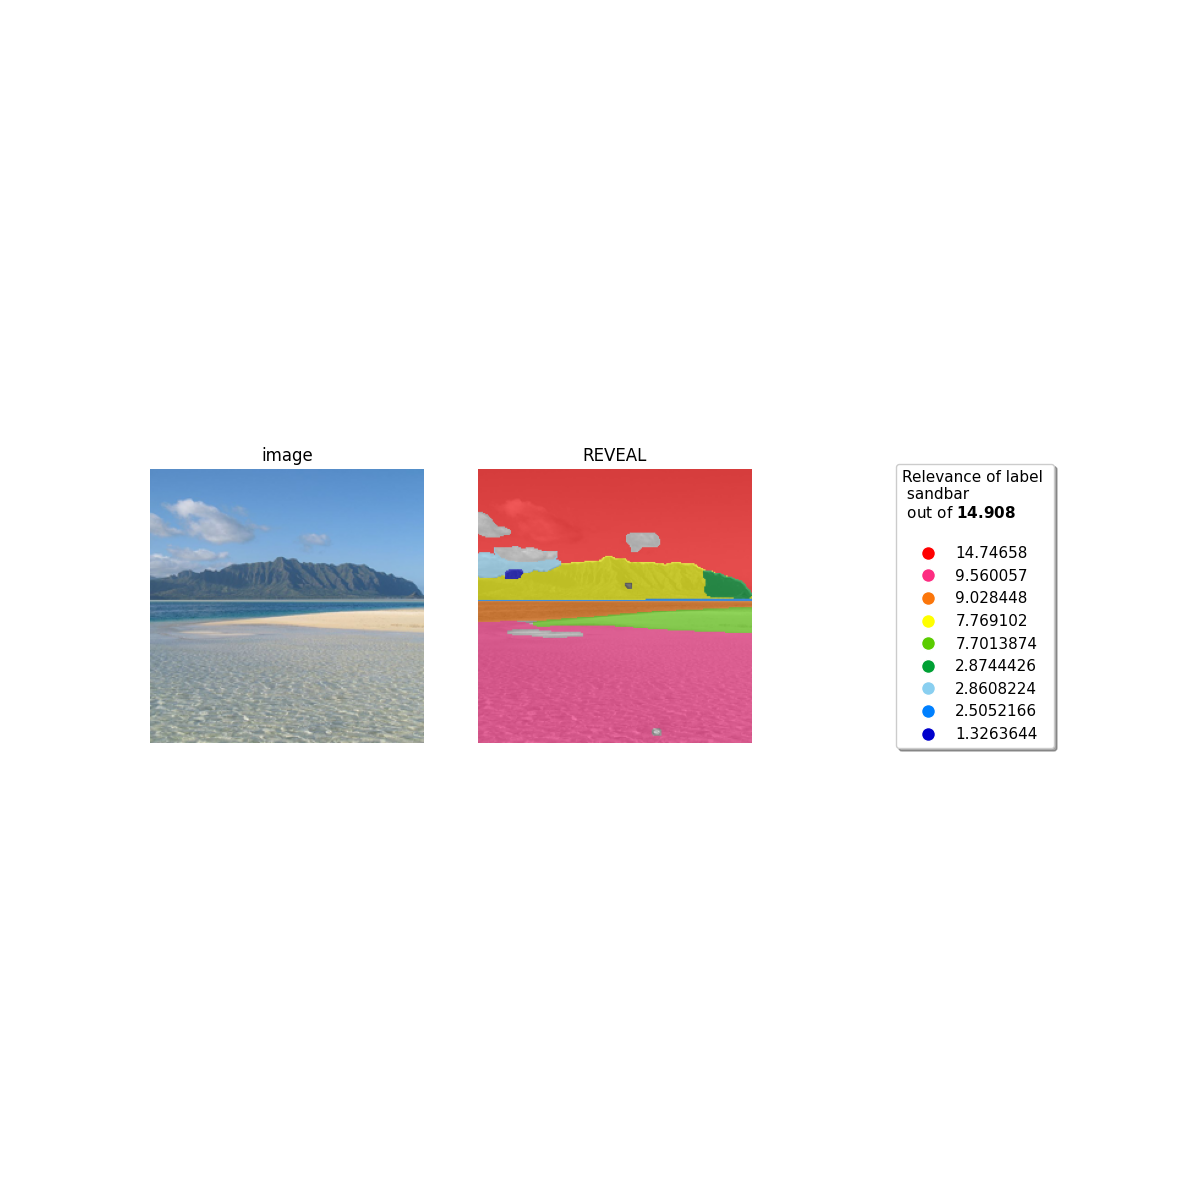 image
REVEAL
Relevance of label
sandbar
out of 14.908
14.74658
9.560057
9.028448
7.769102
7.7013874
2.8744426
2.8608224
2.5052166
1.3263644